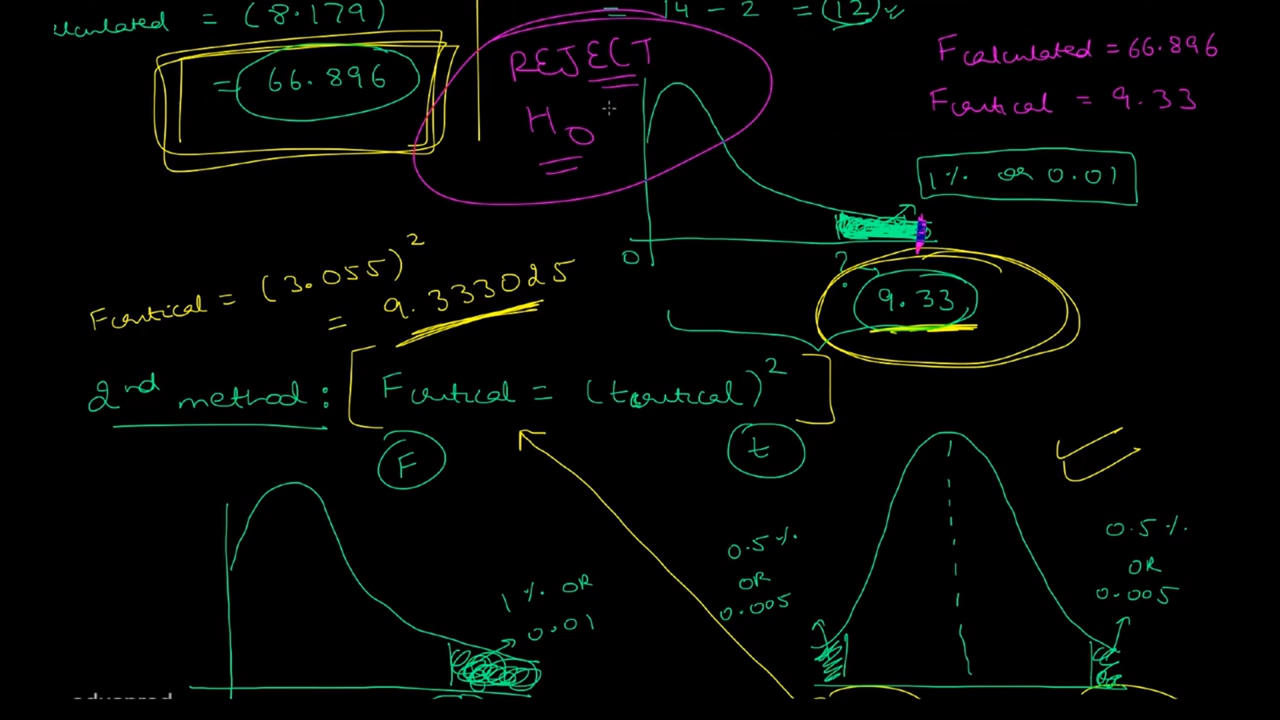 = 14 - 2 = 12
calculated = (8.179)
= 66.896
REJECT
H0
Fcalculated = 66.896
Fcritical = 9.33
1% or 0.01
0
?
9.33
Fcritical = (3.055)²
= 9.333025
2nd method: [Fcritical = (tcritical)²]
F
t
1% OR
0.01
0.5%
OR
0.005
0.5%
OR
0.005